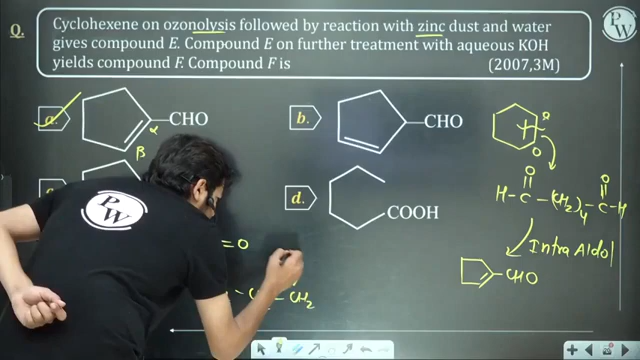 Q.
Cyclohexene on ozonolysis followed by reaction with zinc dust and water
gives compound E. Compound E on further treatment with aqueous KOH
yields compound F. Compound F is (2007,3M)
PW
a. CHO
α
β
b. CHO
d. COOH
PW
= O
CH2
O O
H - C - (CH2)4 - C - H
Intra Aldol
CHO